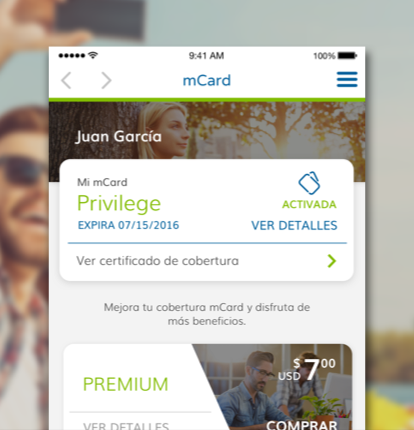 9:41 AM 100%
mCard
Juan García
Mi mCard
Privilege
ACTIVADA
EXPIRA 07/15/2016 VER DETALLES
Ver certificado de cobertura
Mejora tu cobertura mCard y disfruta de
más beneficios.
$ 7 00
USD
PREMIUM
VER DETALLES COMPRAR